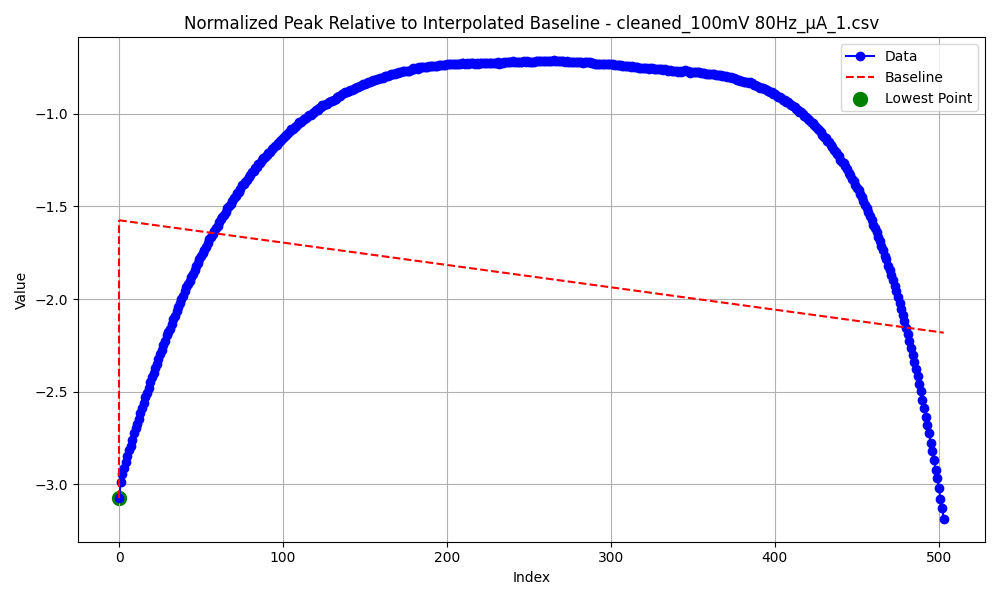 Normalized Peak Relative to Interpolated Baseline - cleaned_100mV 80Hz_µA_1.csv
Data
Baseline
Lowest Point
Value
−1.0
−1.5
−2.0
−2.5
−3.0
0 100 200 300 400 500
Index